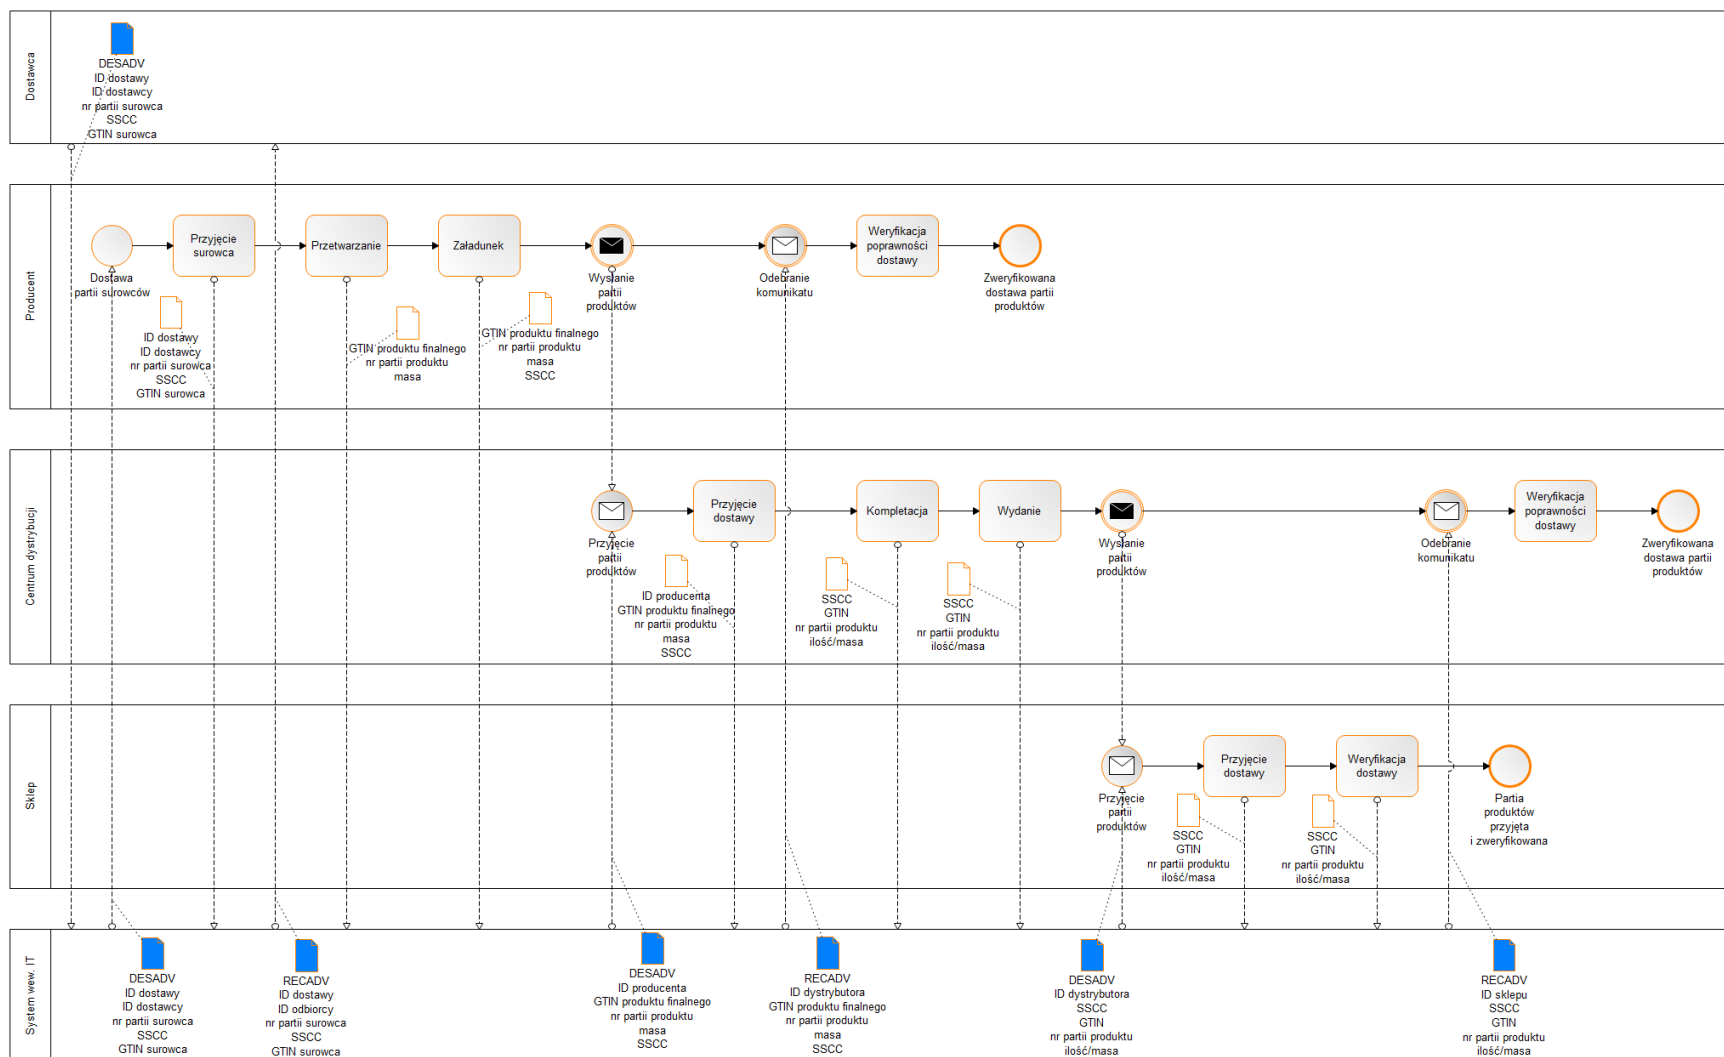 Dostawca
DESADV
ID dostawy
ID dostawcy
nr partii surowca
SSCC
GTIN surowca
Producent
Dostawa
partii surowców
Przyjęcie
surowca
Przetwarzanie
Załadunek
Wysłanie
partii
produktów
Odebranie
komunikatu
Weryfikacja
poprawności
dostawy
Zweryfikowana
dostawa partii
produktów
ID dostawy
ID dostawcy
nr partii surowca
SSCC
GTIN surowca
GTIN produktu finalnego
nr partii produktu
masa
GTIN produktu finalnego
nr partii produktu
masa
SSCC
Centrum dystrybucji
Przyjęcie
partii
produktów
Przyjęcie
dostawy
Kompletacja
Wydanie
Wysłanie
partii
produktów
Odebranie
komunikatu
Weryfikacja
poprawności
dostawy
Zweryfikowana
dostawa partii
produktów
ID producenta
GTIN produktu finalnego
nr partii produktu
masa
SSCC
SSCC
GTIN
nr partii produktu
ilość/masa
SSCC
GTIN
nr partii produktu
ilość/masa
Sklep
Przyjęcie
partii
produktów
Przyjęcie
dostawy
Weryfikacja
dostawy
Partia
produktów
przyjęta
i zweryfikowana
SSCC
GTIN
nr partii produktu
ilość/masa
SSCC
GTIN
nr partii produktu
ilość/masa
System wew. IT
DESADV
ID dostawy
ID dostawcy
nr partii surowca
SSCC
GTIN surowca
RECADV
ID dostawy
ID odbiorcy
nr partii surowca
SSCC
GTIN surowca
DESADV
ID producenta
GTIN produktu finalnego
nr partii produktu
masa
SSCC
RECADV
ID dystrybutora
GTIN produktu finalnego
nr partii produktu
masa
SSCC
DESADV
ID dystrybutora
SSCC
GTIN
nr partii produktu
ilość/masa
RECADV
ID sklepu
SSCC
GTIN
nr partii produktu
ilość/masa